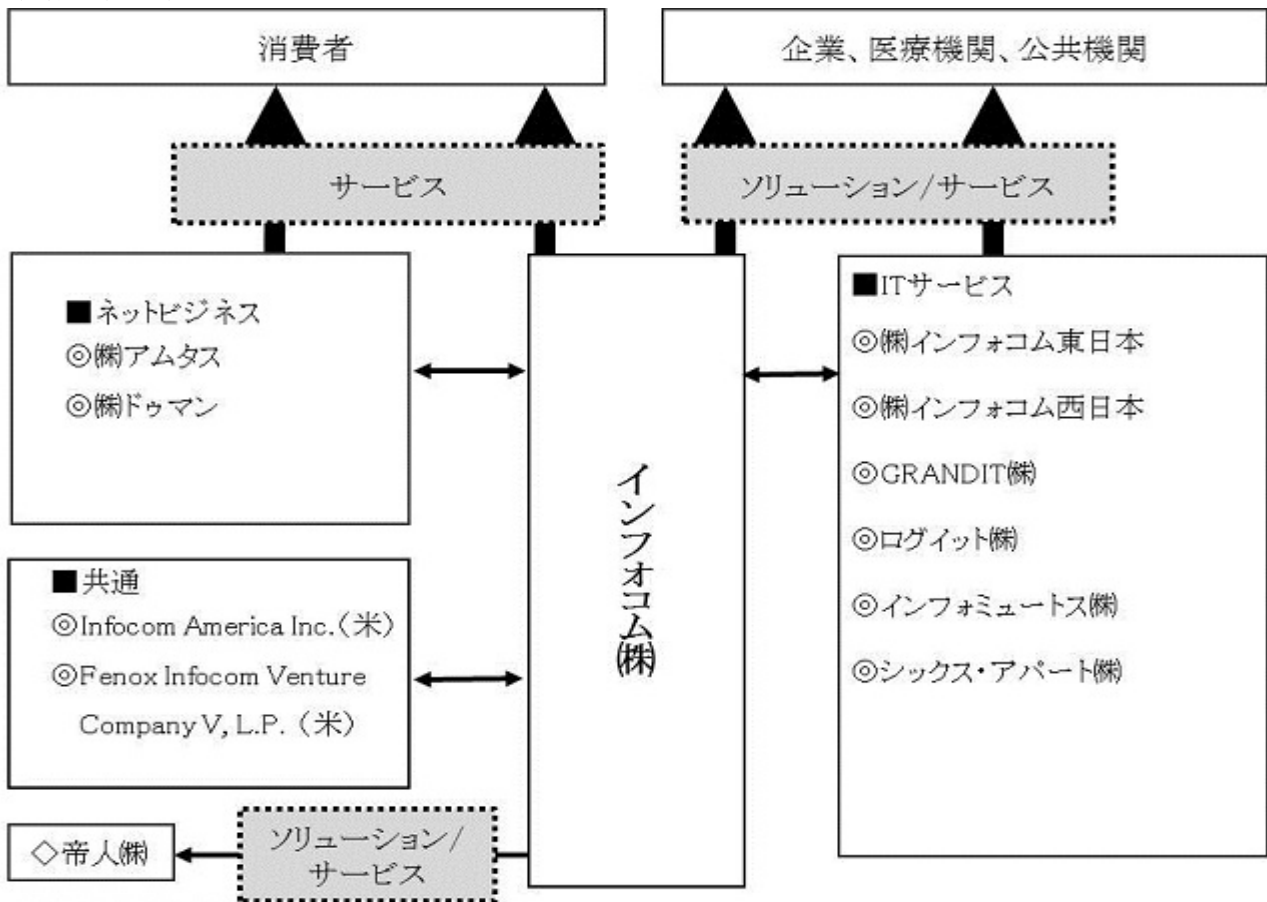 消費者
企業、医療機関、公共機関
サービス
ソリューション/サービス
■ネットビジネス
◎㈱アムタス
◎㈱ドゥマン
■共通
◎Infocom America Inc.（米）
◎Fenox Infocom Venture
Company V, L.P.（米）
インフォコム㈱
■ITサービス
◎㈱インフォコム東日本
◎㈱インフォコム西日本
◎GRANDIT㈱
◎ログイット㈱
◎インフォミュートス㈱
◎シックス・アパート㈱
◇帝人㈱
ソリューション/
サービス